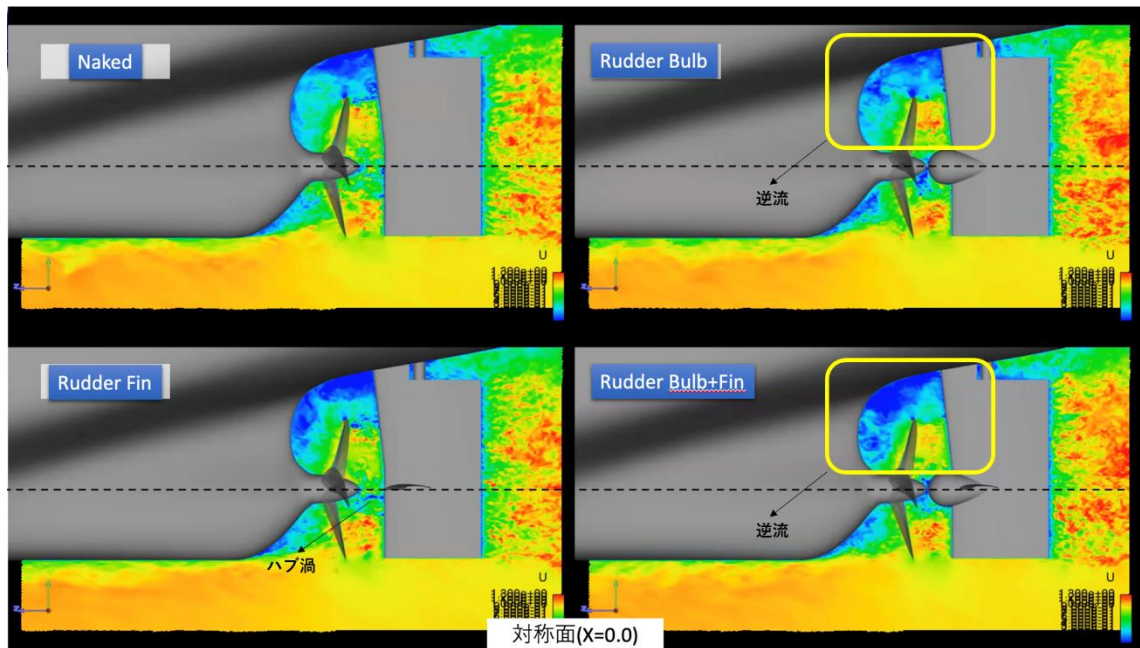 Naked
Rudder Bulb
逆流
U
U
Rudder Fin
Rudder Bulb+Fin
逆流
ハブ渦
U
U
対称面(X=0.0)